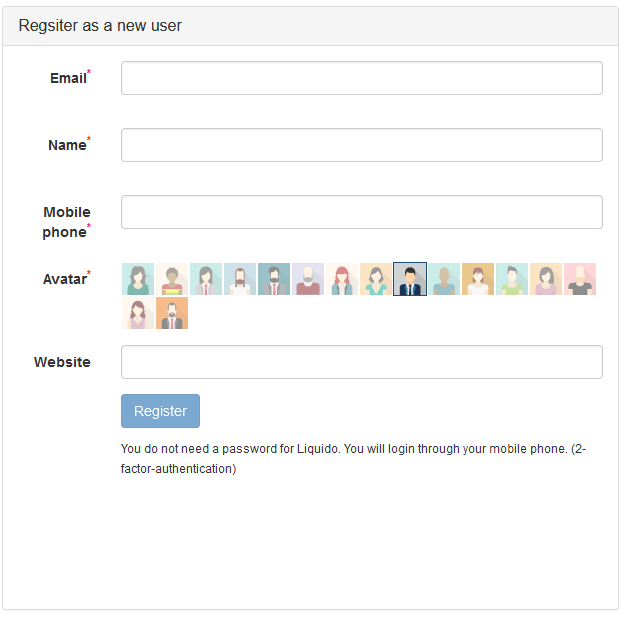 Regsiter as a new user
Email*
Name*
Mobile
phone*
Avatar*
Website
Register
You do not need a password for Liquido. You will login through your mobile phone. (2-
factor-authentication)